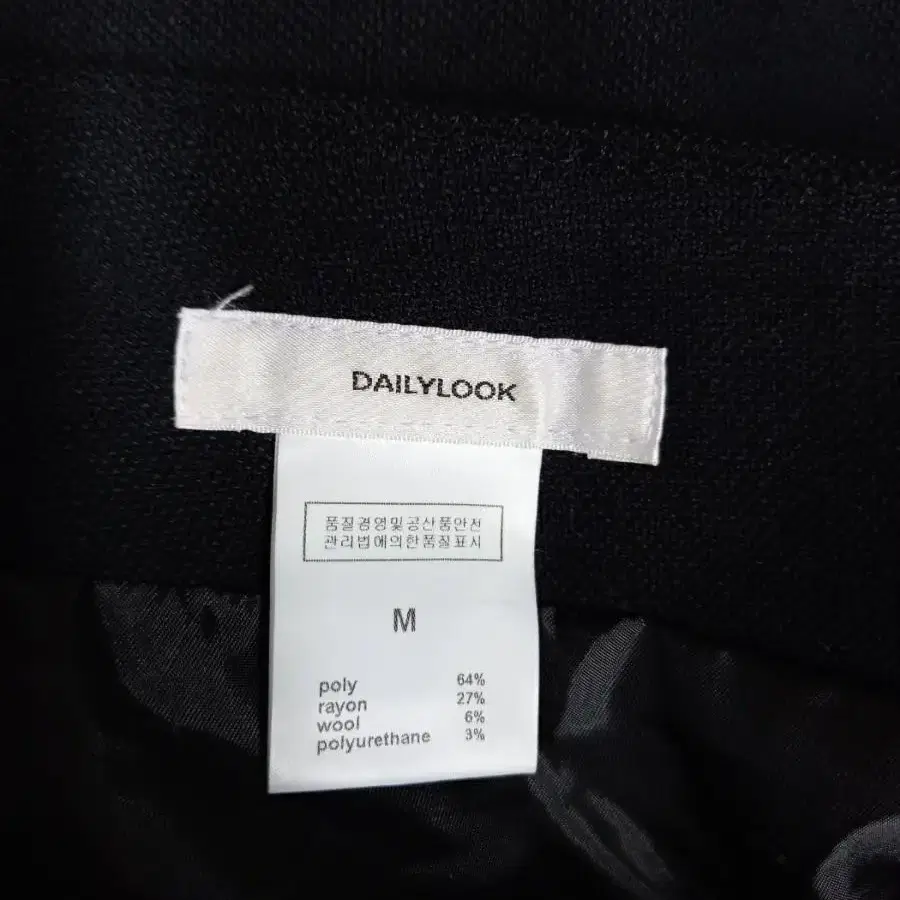 DAILYLOOK
품질경영및공산품안전
관리법에의한품질표시
M
poly 64%
rayon 27%
wool 6%
polyurethane 3%